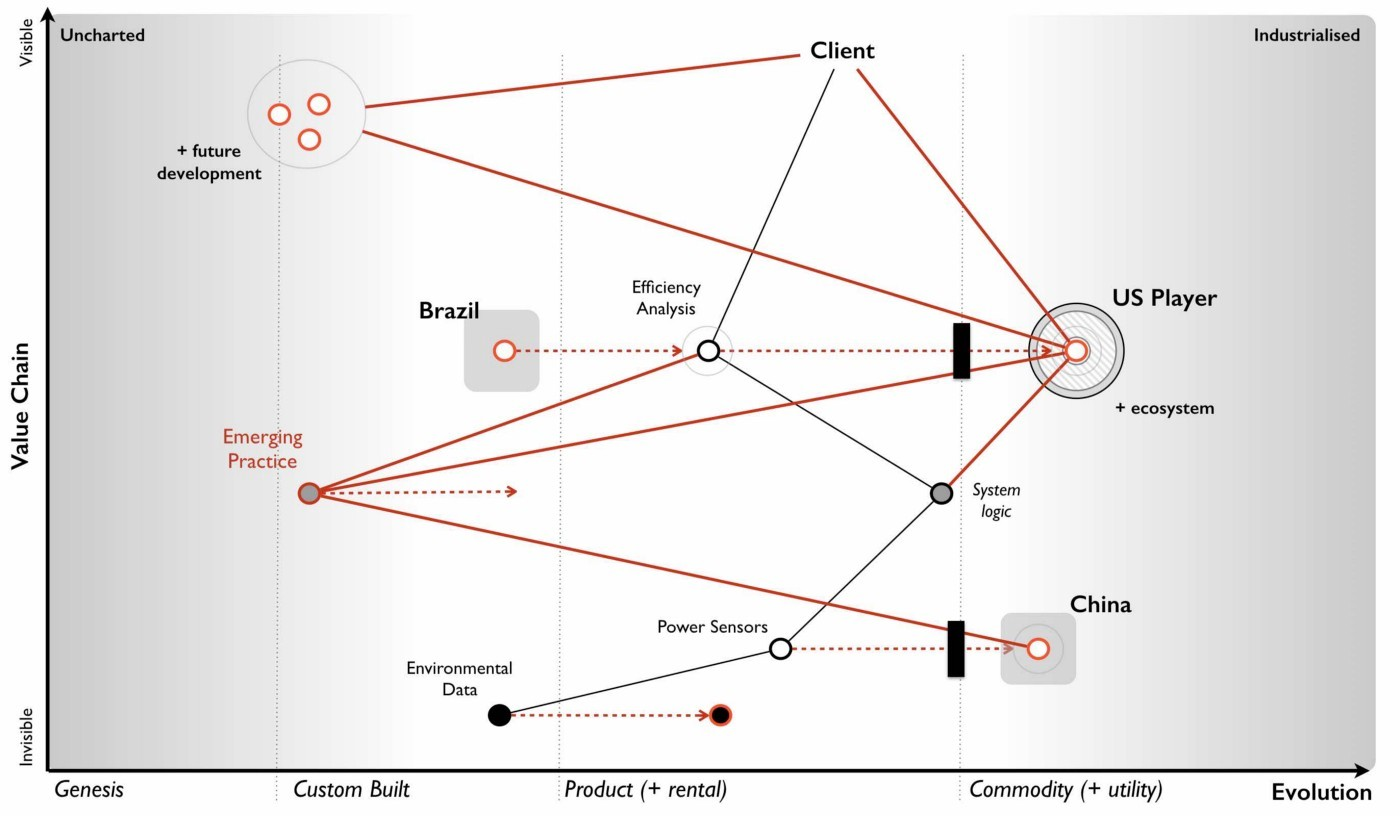 Visible
Uncharted
Client
Industrialised
+ future
development
Efficiency
Analysis
Brazil
US Player
+ ecosystem
Value Chain
Emerging
Practice
System
logic
China
Power Sensors
Environmental
Data
Invisible
Genesis
Custom Built
Product (+ rental)
Commodity (+ utility)
Evolution